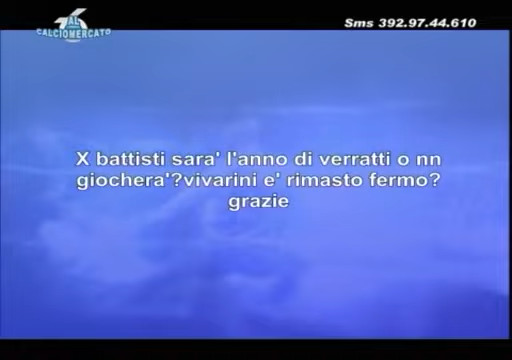 AL
CALCIOMERCATO
Sms 392.97.44.610
X battisti sara' l'anno di verratti o nn
giochera'?vivarini e' rimasto fermo?
grazie